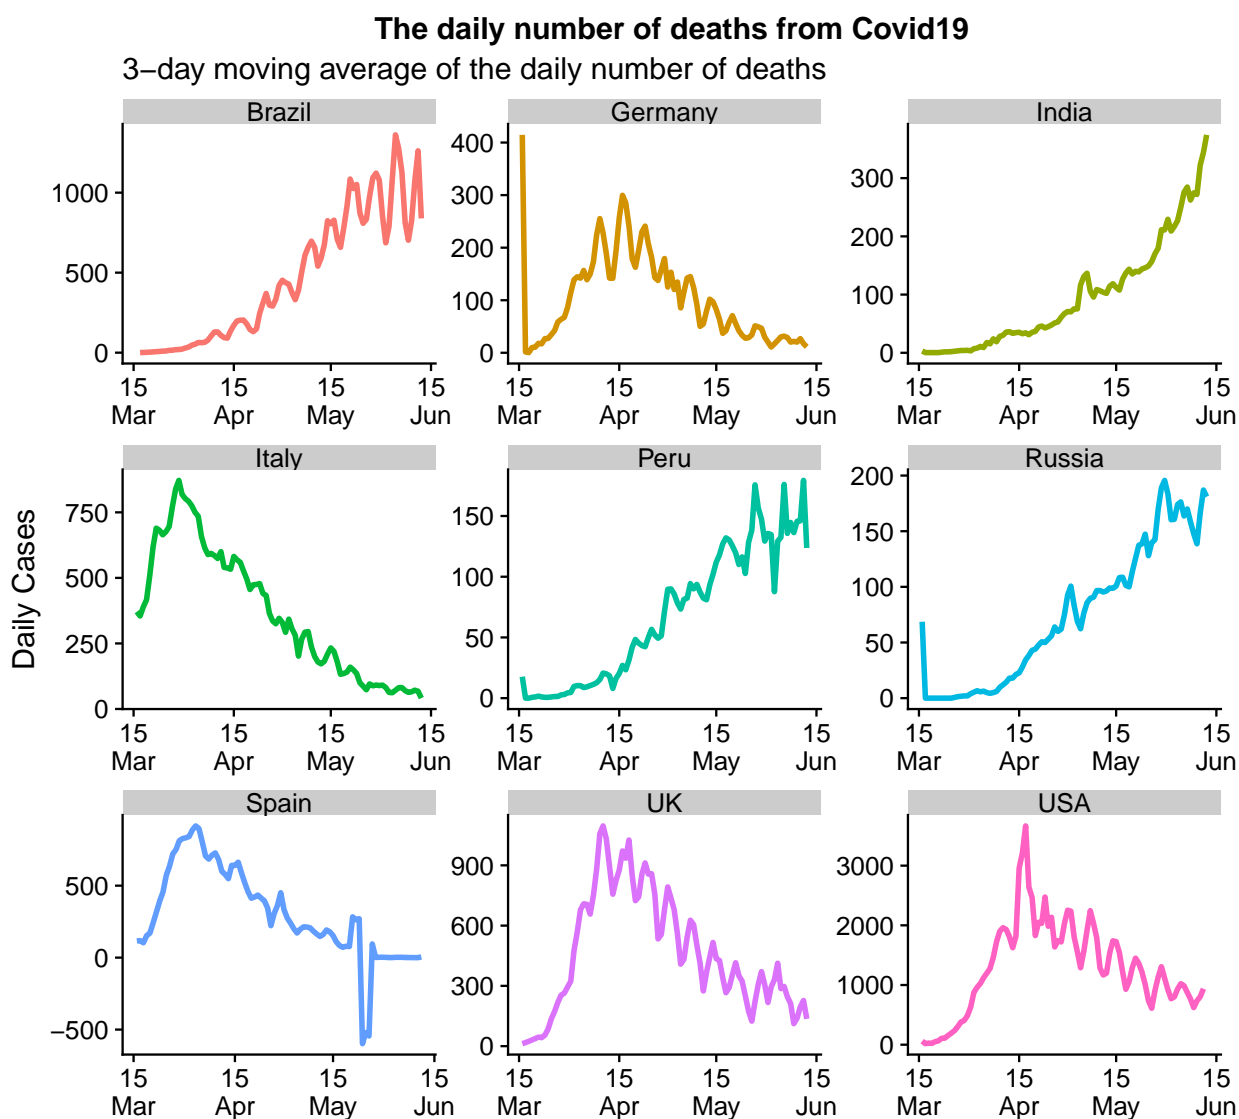 The daily number of deaths from Covid19
3−day moving average of the daily number of deaths
Daily Cases
Brazil
1000
500
0
15 15 15 15
Mar Apr May Jun
Germany
400
300
200
100
0
15 15 15 15
Mar Apr May Jun
India
300
200
100
0
15 15 15 15
Mar Apr May Jun
Italy
750
500
250
0
15 15 15 15
Mar Apr May Jun
Peru
150
100
50
0
15 15 15 15
Mar Apr May Jun
Russia
200
150
100
50
0
15 15 15 15
Mar Apr May Jun
Spain
500
0
−500
15 15 15 15
Mar Apr May Jun
UK
900
600
300
0
15 15 15 15
Mar Apr May Jun
USA
3000
2000
1000
0
15 15 15 15
Mar Apr May Jun